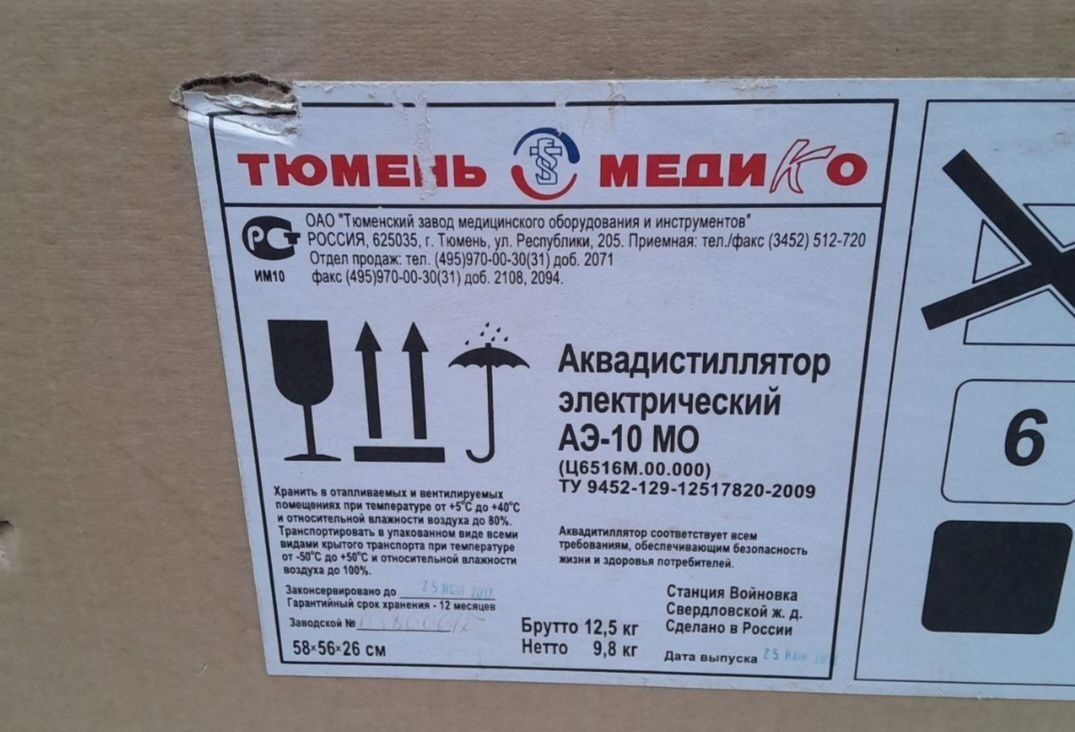 ТЮМЕНЬ МЕДИКО
РСТ
ИМ10
ОАО "Тюменский завод медицинского оборудования и инструментов"
РОССИЯ, 625035, г. Тюмень, ул. Республики, 205. Приемная: тел./факс (3452) 512-720
Отдел продаж: тел. (495)970-00-30(31) доб. 2071
факс (495)970-00-30(31) доб. 2108, 2094.
Аквадистиллятор
электрический
АЭ-10 МО
(Ц6516М.00.000)
ТУ 9452-129-12517820-2009
Хранить в отапливаемых и вентилируемых
помещениях при температуре от +5°С до +40°С
и относительной влажности воздуха до 80%.
Транспортировать в упакованном виде всеми
видами крытого транспорта при температуре
от -50°С до +50°С и относительной влажности
воздуха до 100%.
Аквадитиллятор соответствует всем
требованиям, обеспечивающим безопасность
жизни и здоровья потребителей.
Законсервировано до 25
Гарантийный срок хранения - 12 месяцев
Заводской №
58×56×26 см
Брутто 12,5 кг
Нетто 9,8 кг
Станция Войновка
Свердловской ж. д.
Сделано в России
Дата выпуска 25
6